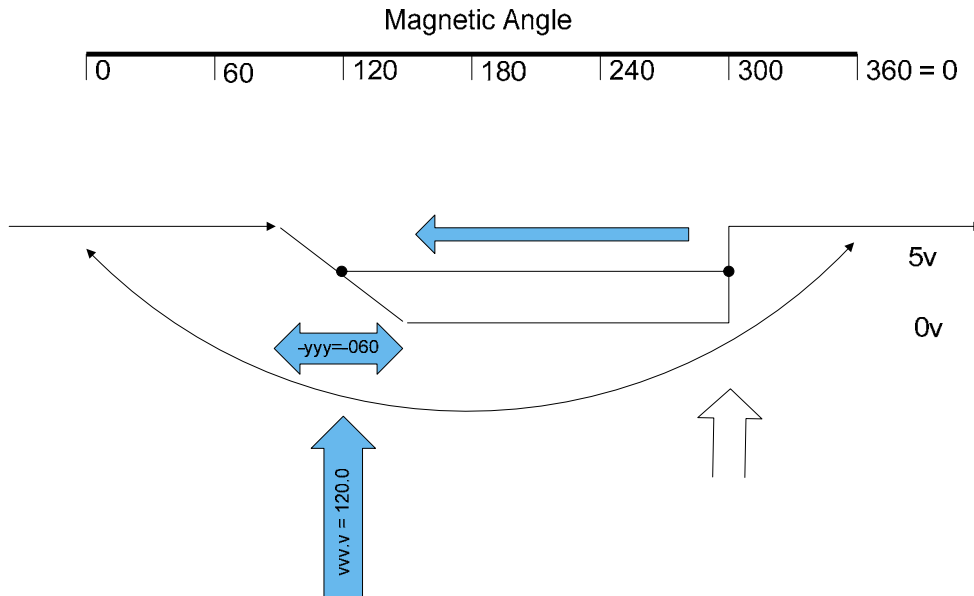 Magnetic Angle
0 60 120 180 240 300 360 = 0
5v
0v
-yyy=-060
vvv.v = 120.0